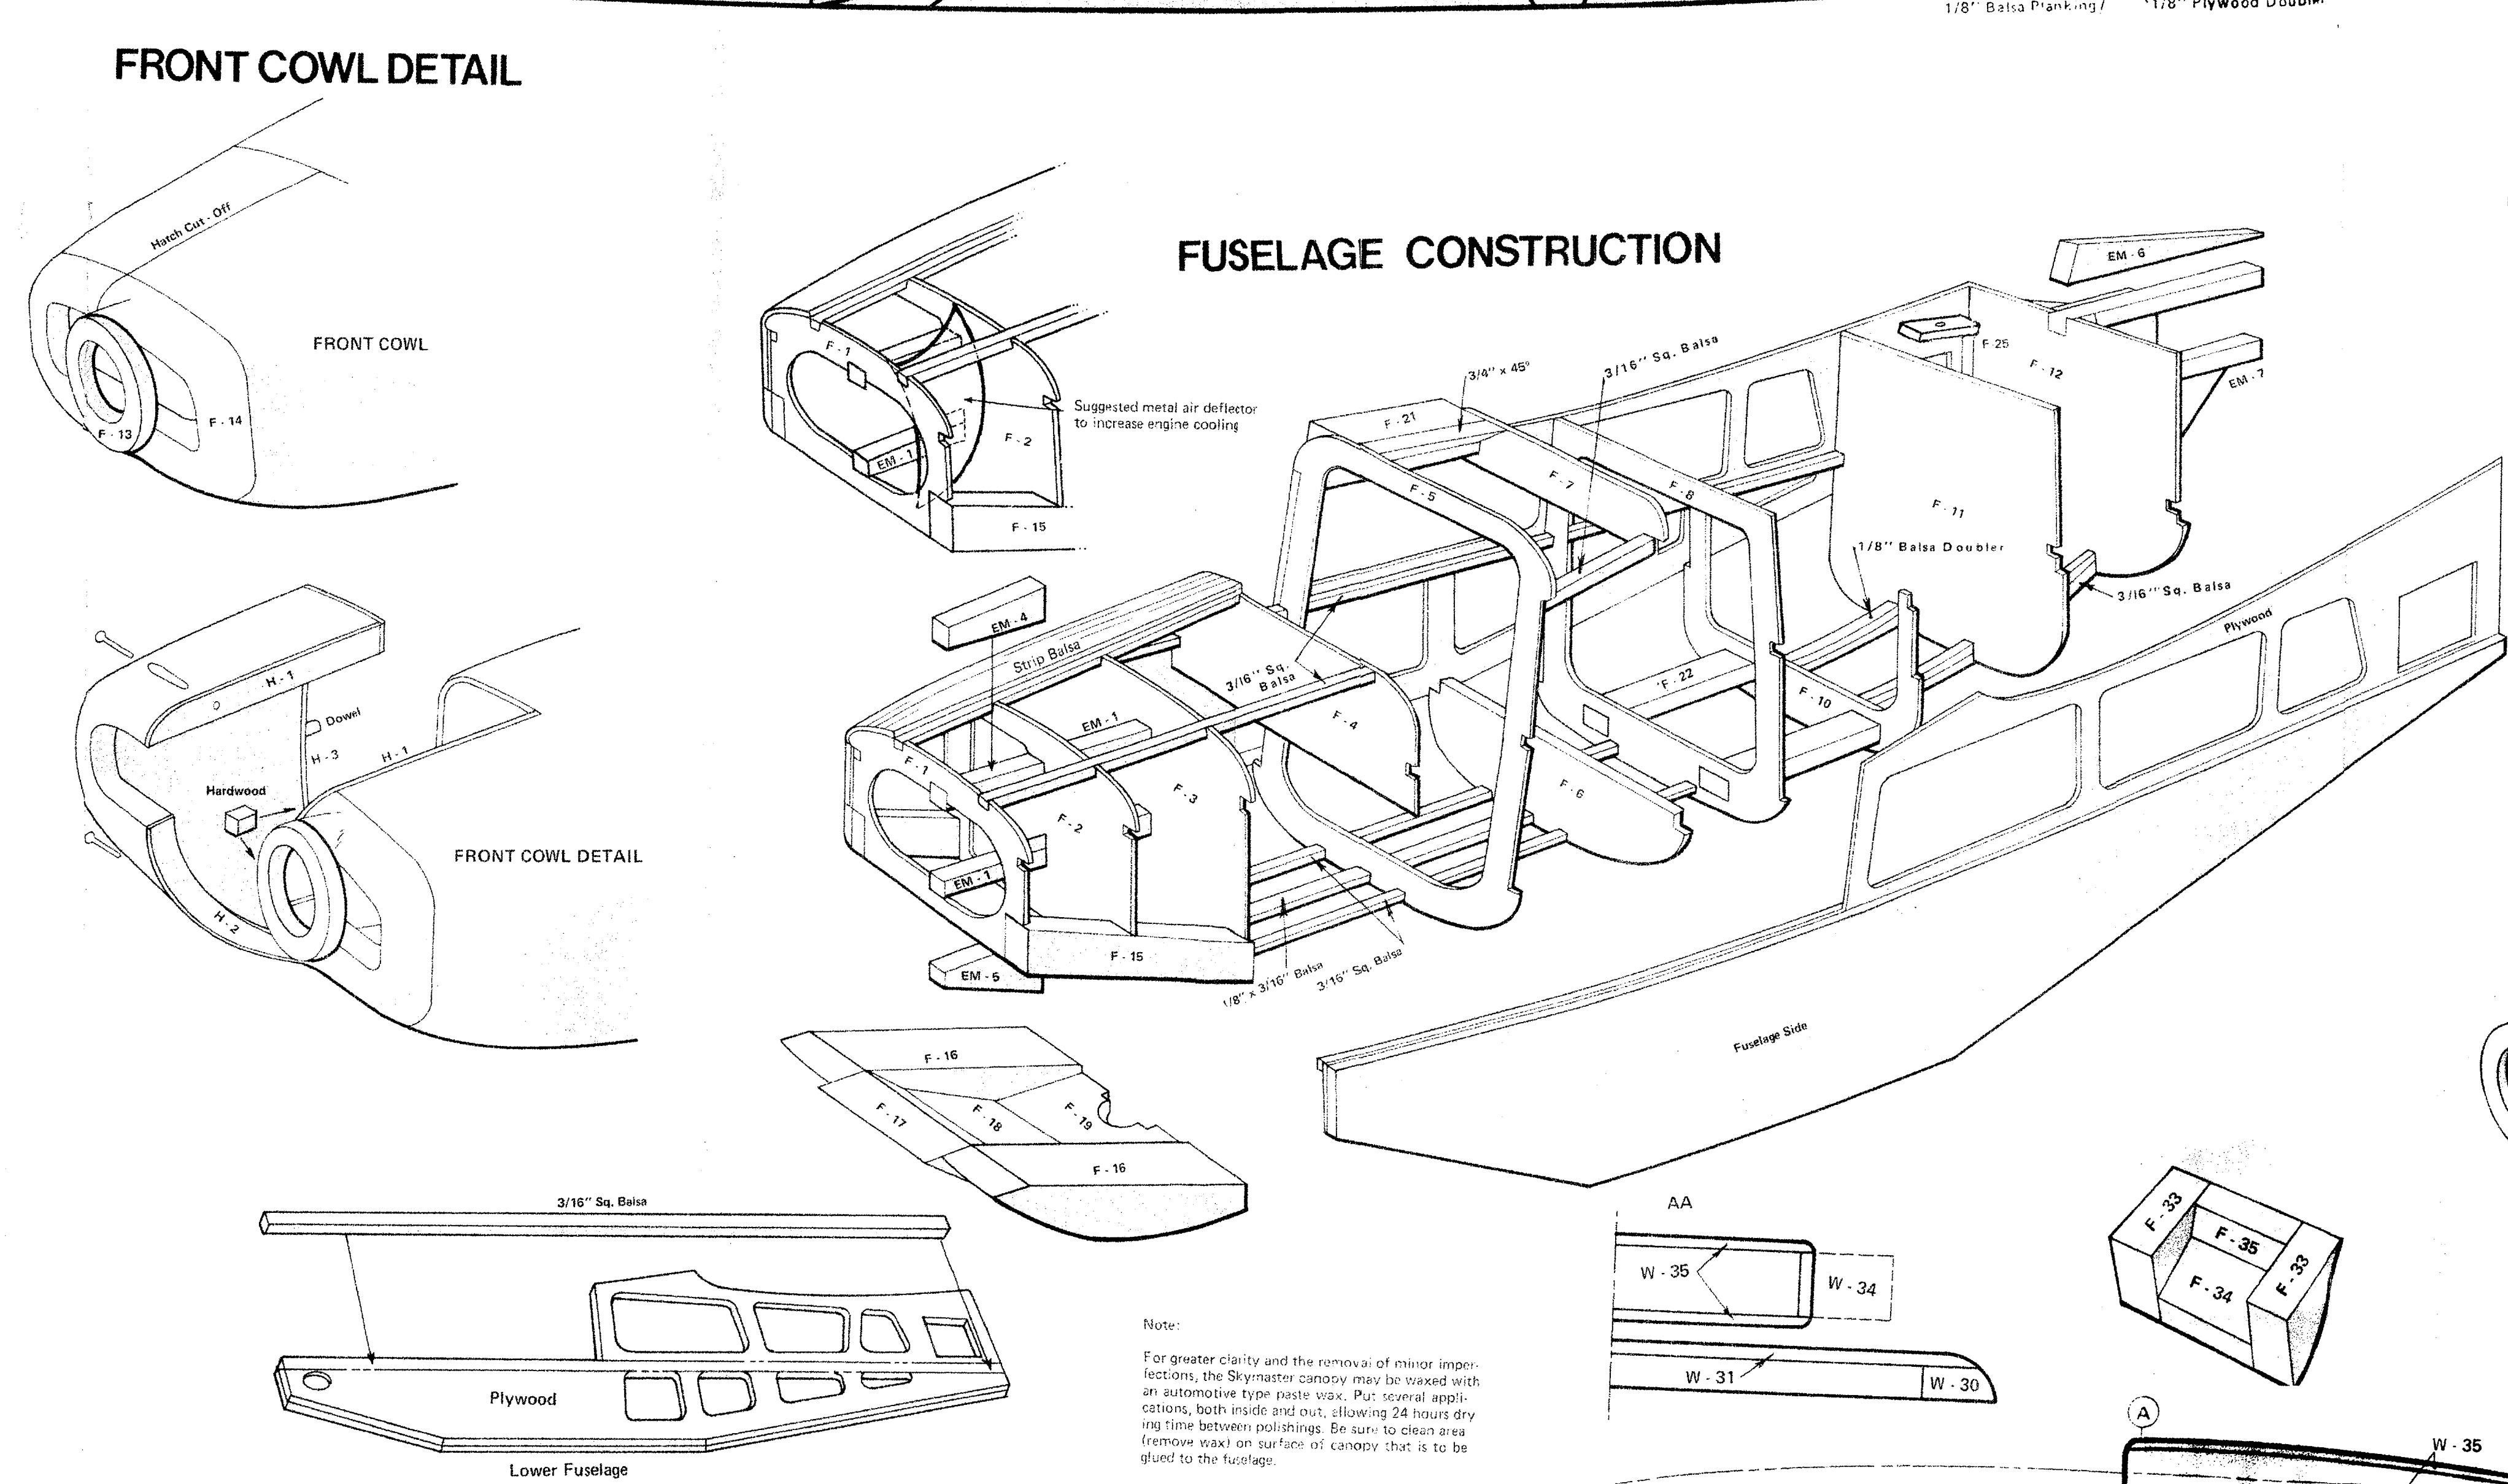 1/8" Balsa Planking
1/8" Plywood Doubler
FRONT COWL DETAIL
Hatch Cut - Off
FRONT COWL
F - 14
F - 13
FUSELAGE CONSTRUCTION
F - 1
EM - 1
F - 2
F - 15
Suggested metal air deflector
to increase engine cooling
EM - 6
3/4" x 45°
3/16" Sq. Balsa
F - 25
F - 12
EM - 7
F - 21
F - 5
F - 7
F - 8
F - 11
1/8" Balsa Doubler
3/16" Sq. Balsa
Plywood
EM - 4
Strip Balsa
3/16" Sq.
Balsa
EM - 1
F - 4
F - 22
F - 10
F - 1
F - 2
F - 3
F - 6
EM - 1
F - 15
EM - 5
1/8" x 3/16" Balsa
3/16" Sq. Balsa
Fuselage Side
H - 1
Dowel
H - 3
H - 1
Hardwood
H - 2
FRONT COWL DETAIL
F - 16
F - 17
F - 18
F - 19
F - 16
3/16" Sq. Balsa
Plywood
Lower Fuselage
Note:
For greater clarity and the removal of minor imper-
fections, the Skymaster canopy may be waxed with
an automotive type paste wax. Put several appli-
cations, both inside and out, allowing 24 hours dry
ing time between polishings. Be sure to clean area
(remove wax) on surface of canopy that is to be
glued to the fuselage.
AA
W - 35
W - 34
W - 31
W - 30
F - 33
F - 35
F - 33
F - 34
A
W - 35